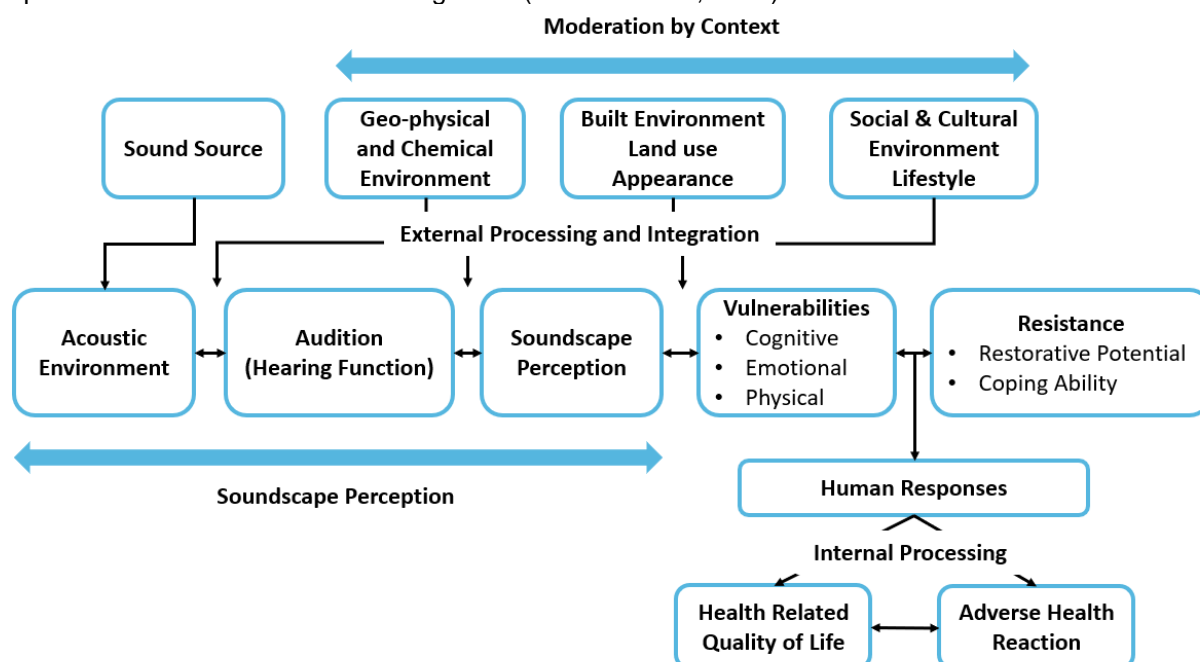 Moderation by Context
Sound Source
Geo-physical
and Chemical
Environment
Built Environment
Land use
Appearance
Social & Cultural
Environment
Lifestyle
External Processing and Integration
Acoustic
Environment
Audition
(Hearing Function)
Soundscape
Perception
Vulnerabilities
• Cognitive
• Emotional
• Physical
Resistance
• Restorative Potential
• Coping Ability
Soundscape Perception
Human Responses
Internal Processing
Health Related
Quality of Life
Adverse Health
Reaction